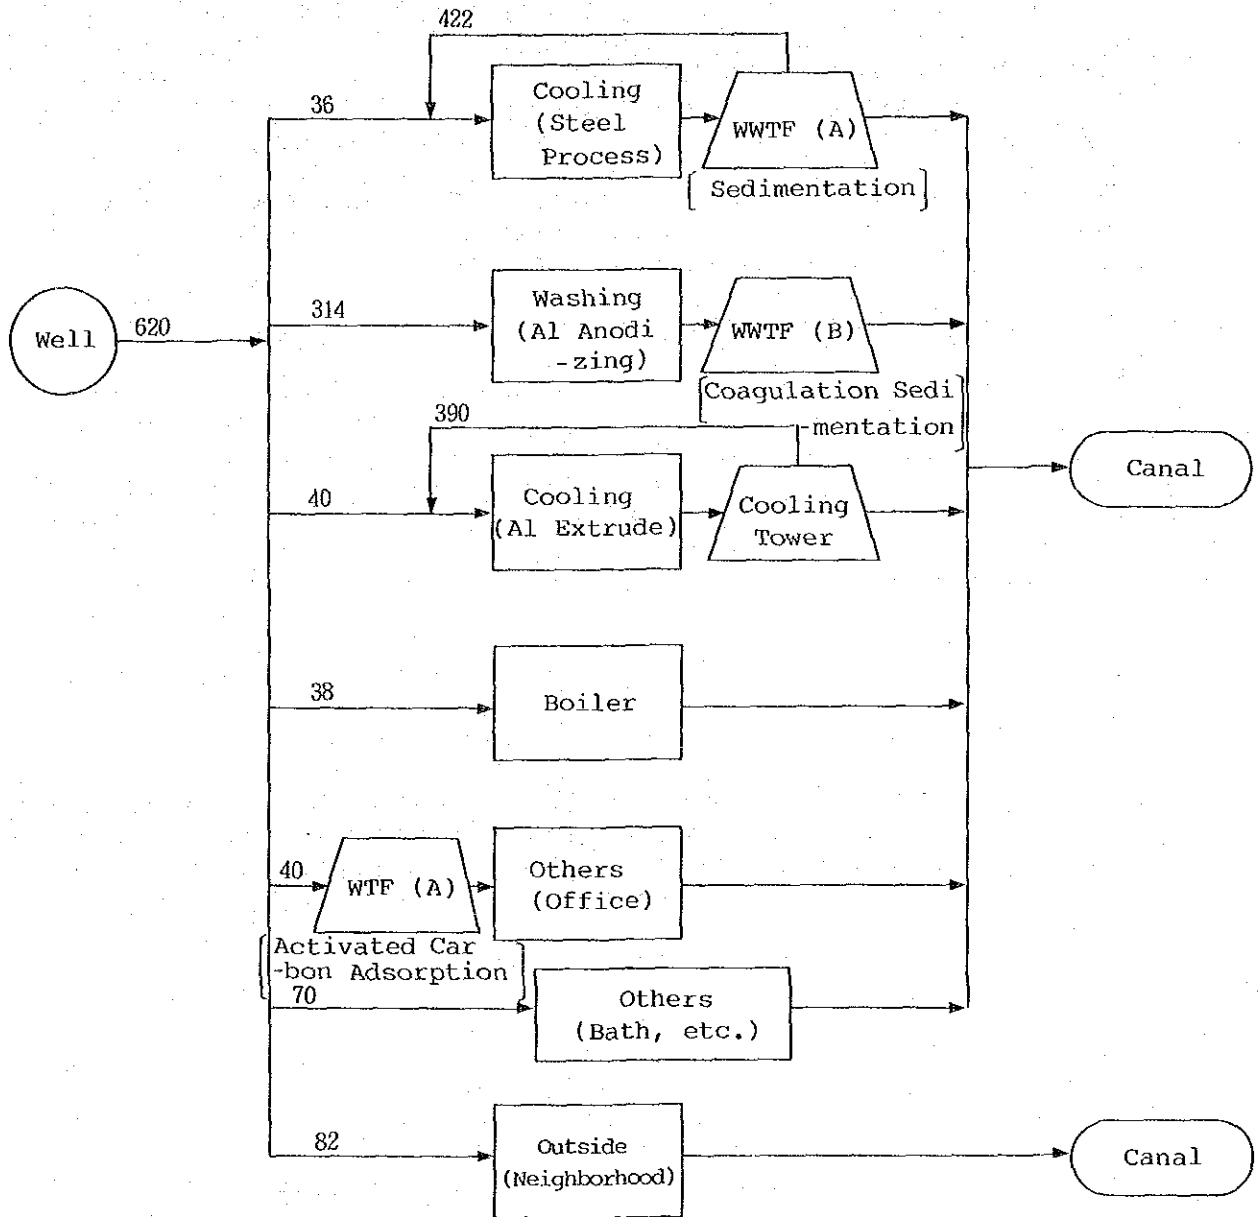 422
36
Cooling
(Steel
Process)
WWTF (A)
Sedimentation
Well
620
314
Washing
(Al Anodi
-zing)
WWTF (B)
Coagulation Sedi
-mentation
390
40
Cooling
(Al Extrude)
Cooling
Tower
Canal
38
Boiler
40
WTF (A)
Others
(Office)
Activated Car
-bon Adsorption
70
Others
(Bath, etc.)
82
Outside
(Neighborhood)
Canal